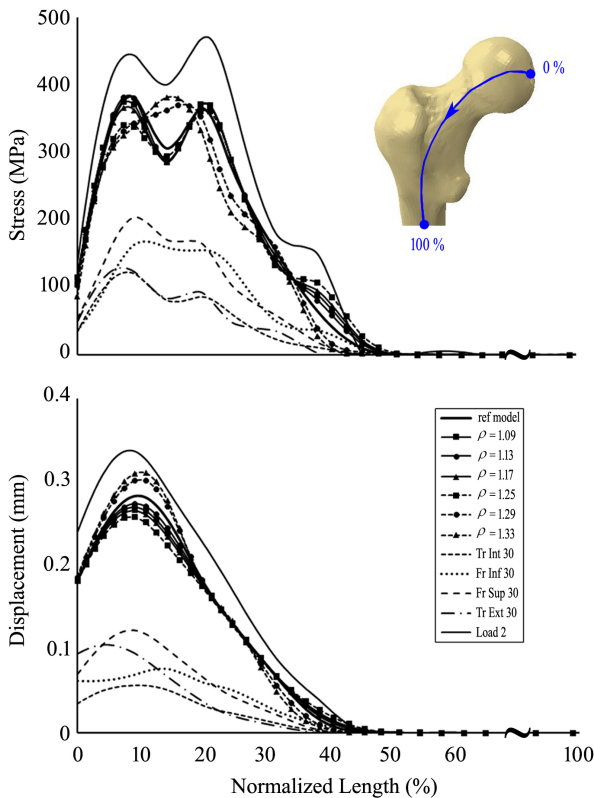 500
400
300
200
100
0
Stress (MPa)
0 %
100 %
0.4
0.3
0.2
0.1
0
Displacement (mm)
ref model
ρ = 1.09
ρ = 1.13
ρ = 1.17
ρ = 1.25
ρ = 1.29
ρ = 1.33
Tr Int 30
Fr Inf 30
Fr Sup 30
Tr Ext 30
Load 2
0 10 20 30 40 50 60 100
Normalized Length (%)